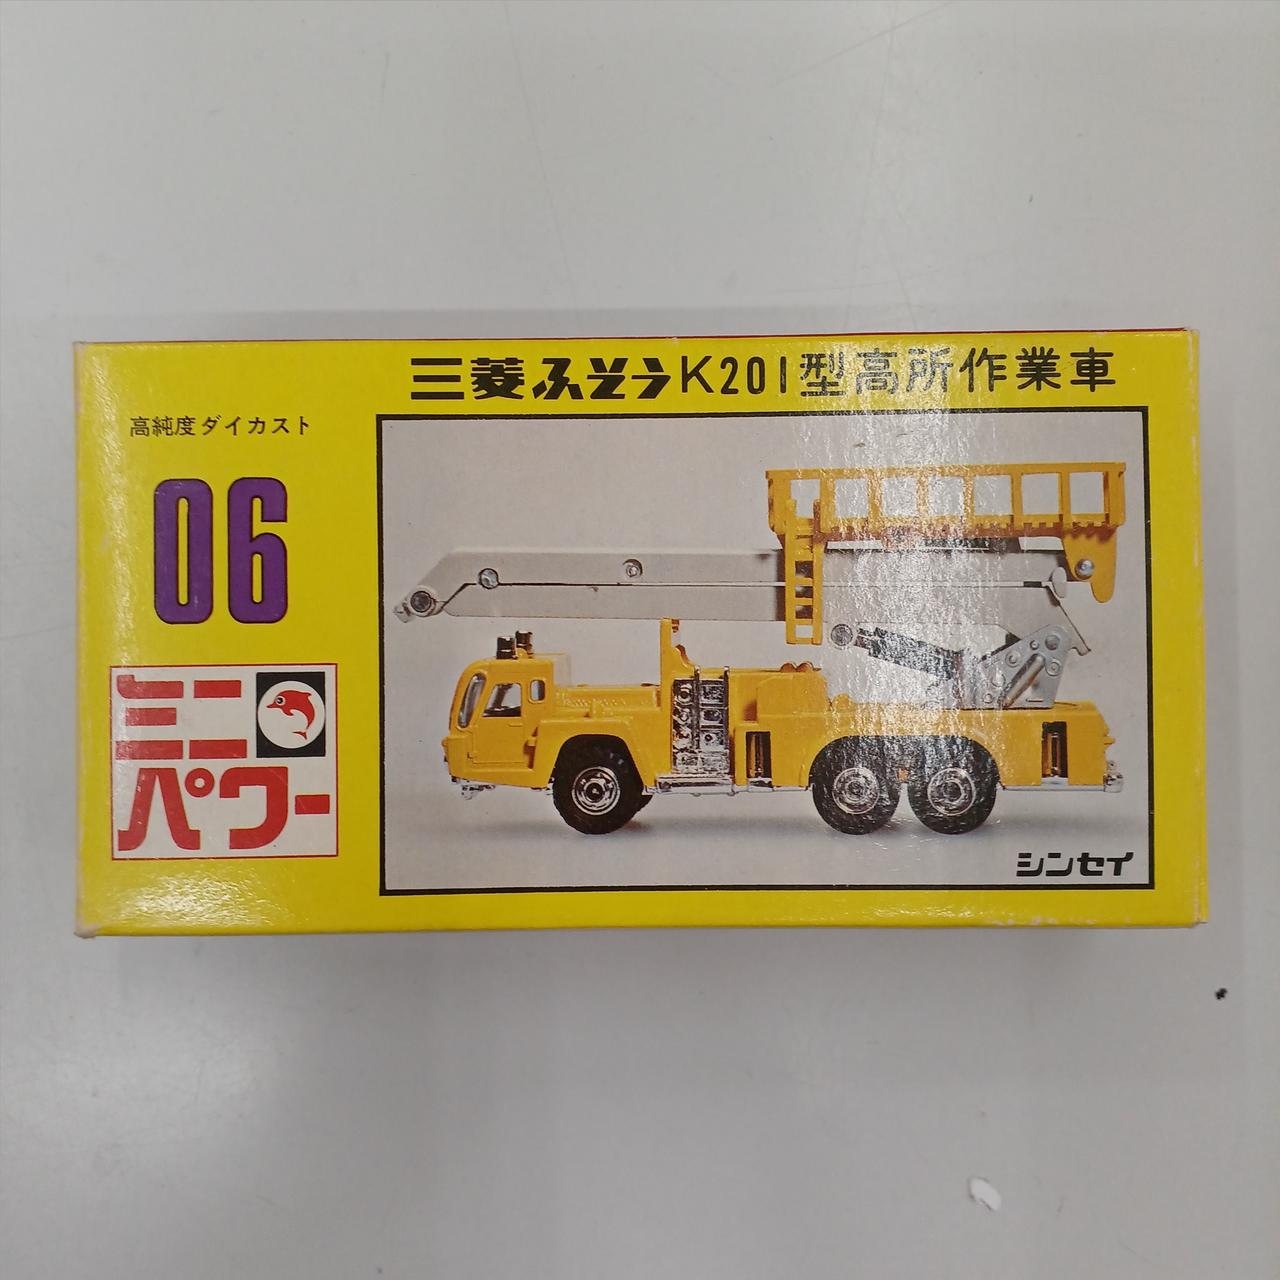 三菱ふそうK201型高所作業車
高純度ダイカスト
06
ミニ
パワー
シンセイ